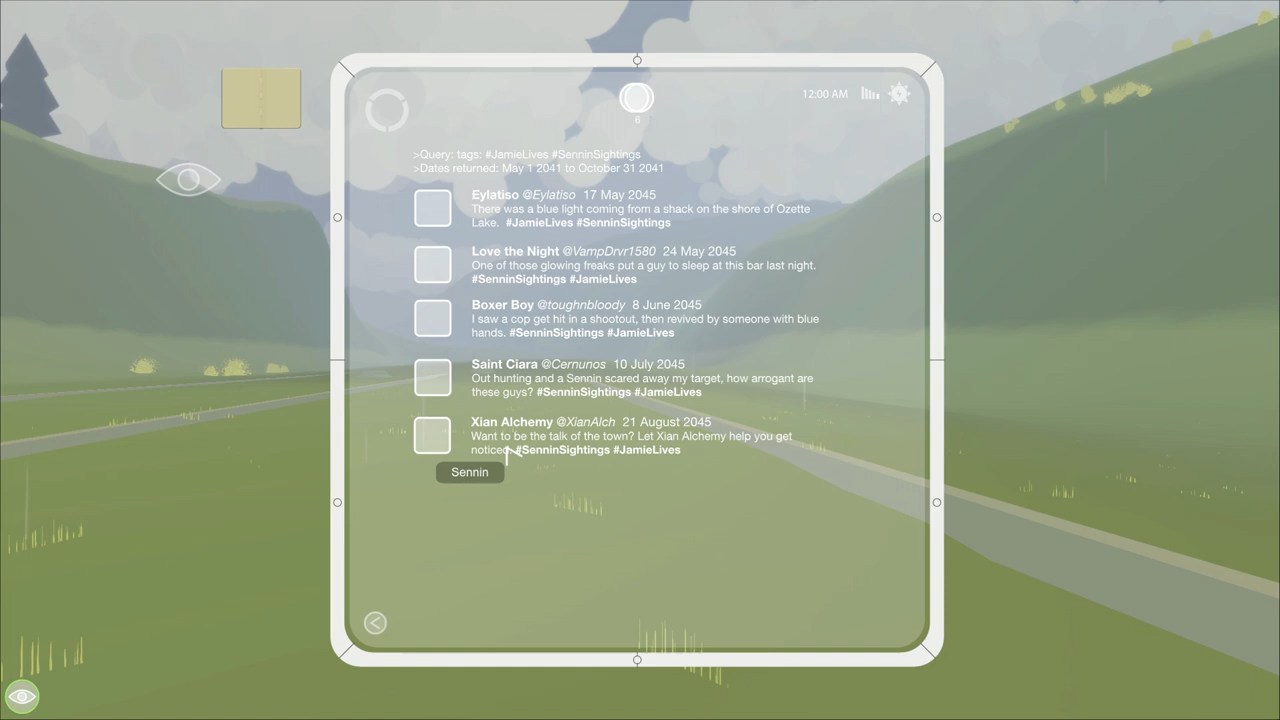 12:00 AM
6
>Query: tags: #JamieLives #SenninSightings
>Dates returned: May 1 2041 to October 31 2041
Eylatiso @Eylatiso 17 May 2045
There was a blue light coming from a shack on the shore of Ozette
Lake. #JamieLives #SenninSightings
Love the Night @VampDrvr1580 24 May 2045
One of those glowing freaks put a guy to sleep at this bar last night.
#SenninSightings #JamieLives
Boxer Boy @toughnbloody 8 June 2045
I saw a cop get hit in a shootout, then revived by someone with blue
hands. #SenninSightings #JamieLives
Saint Ciara @Cernunos 10 July 2045
Out hunting and a Sennin scared away my target, how arrogant are
these guys? #SenninSightings #JamieLives
Xian Alchemy @XianAlch 21 August 2045
Want to be the talk of the town? Let Xian Alchemy help you get
noticed. #SenninSightings #JamieLives
Sennin